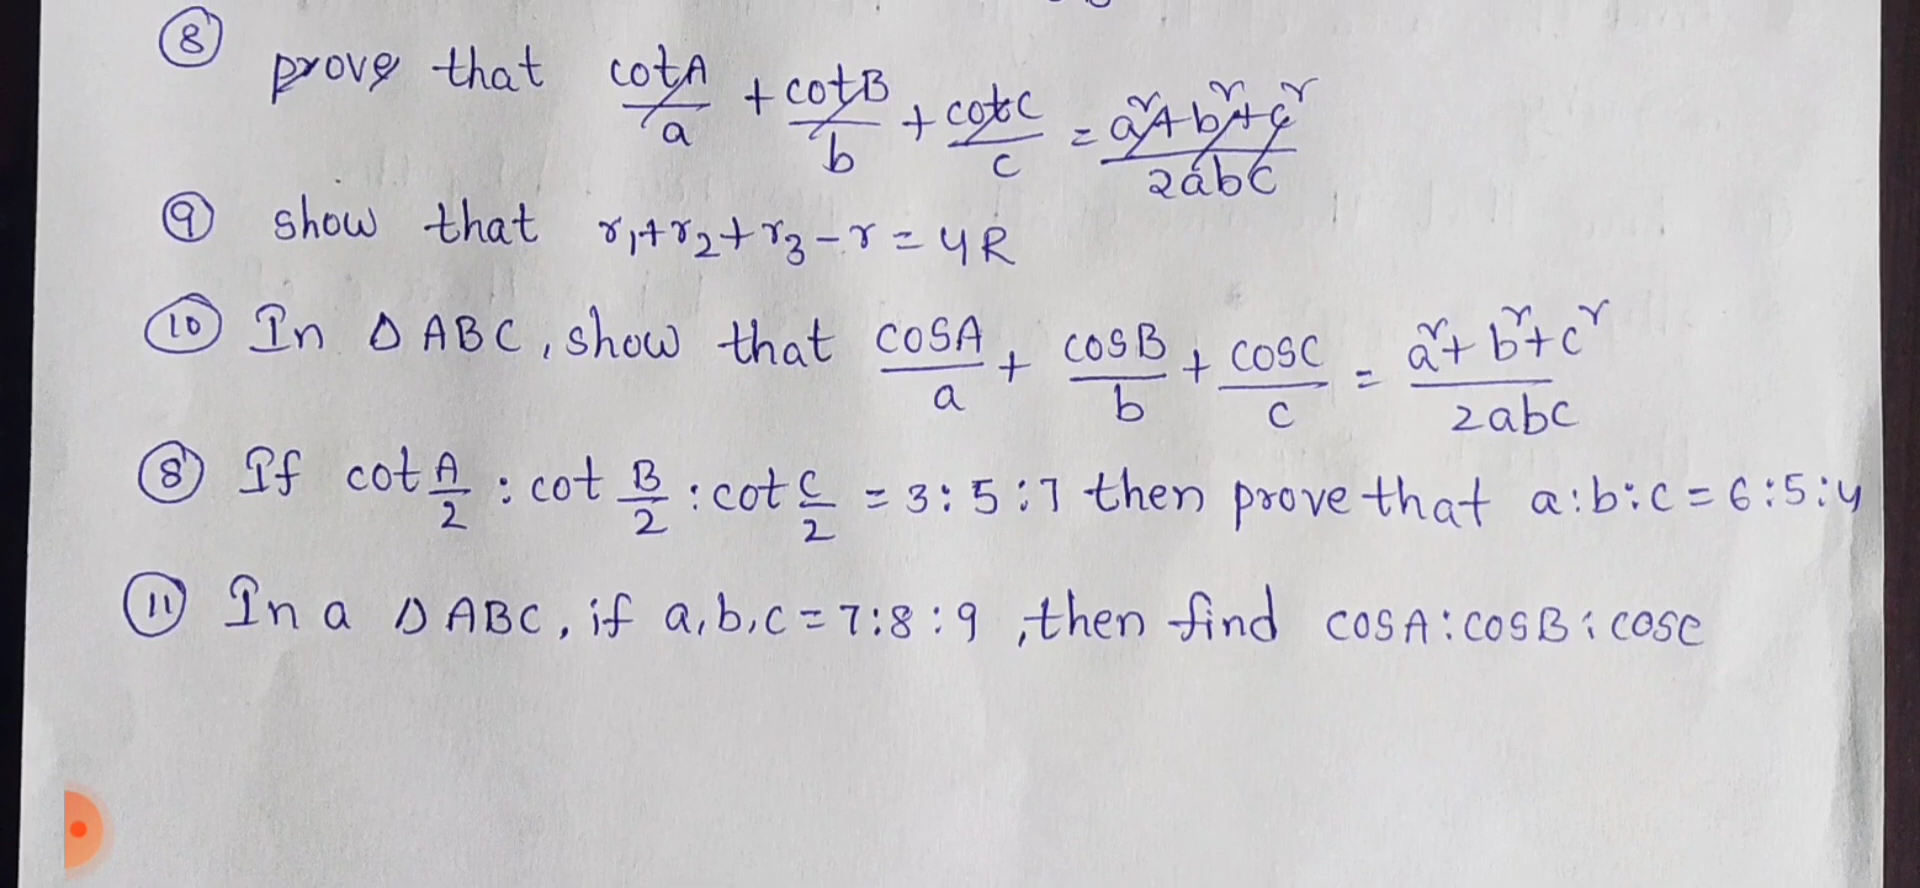 ⑧ prove that cotA/a + cotB/b + cotC/c = a²+b²+c²/2abc
⑨ show that r₁+r₂+r₃-r=4R
⑩ In Δ ABC, show that cosA/a + cosB/b + cosC/c = a²+b²+c²/2abc
⑧ If cot A/2 : cot B/2 : cot C/2 = 3:5:7 then prove that a:b:c=6:5:4
⑪ In a Δ ABC, if a,b,c=7:8:9, then find cosA:cosB:cosC